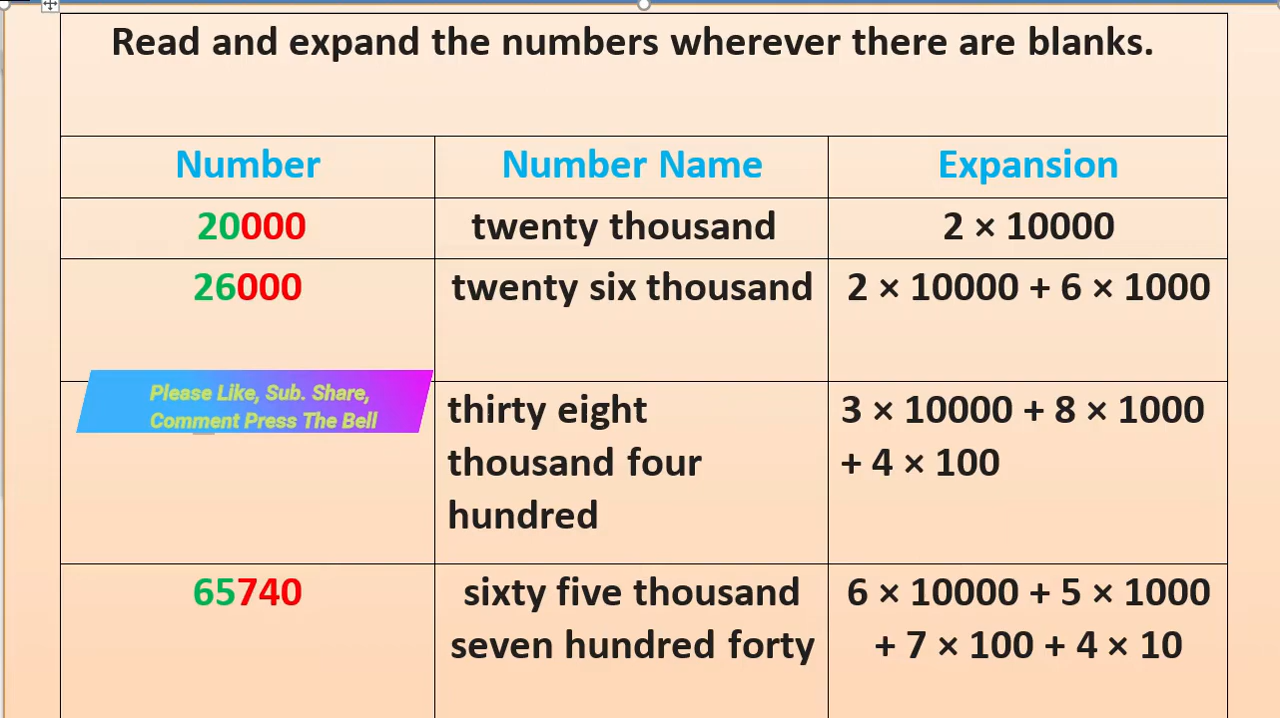 Read and expand the numbers wherever there are blanks.
Number Number Name Expansion
20000 twenty thousand 2 × 10000
26000 twenty six thousand 2 × 10000 + 6 × 1000
Please Like, Sub. Share,
Comment Press The Bell
thirty eight 3 × 10000 + 8 × 1000
thousand four + 4 × 100
hundred
65740 sixty five thousand 6 × 10000 + 5 × 1000
seven hundred forty + 7 × 100 + 4 × 10